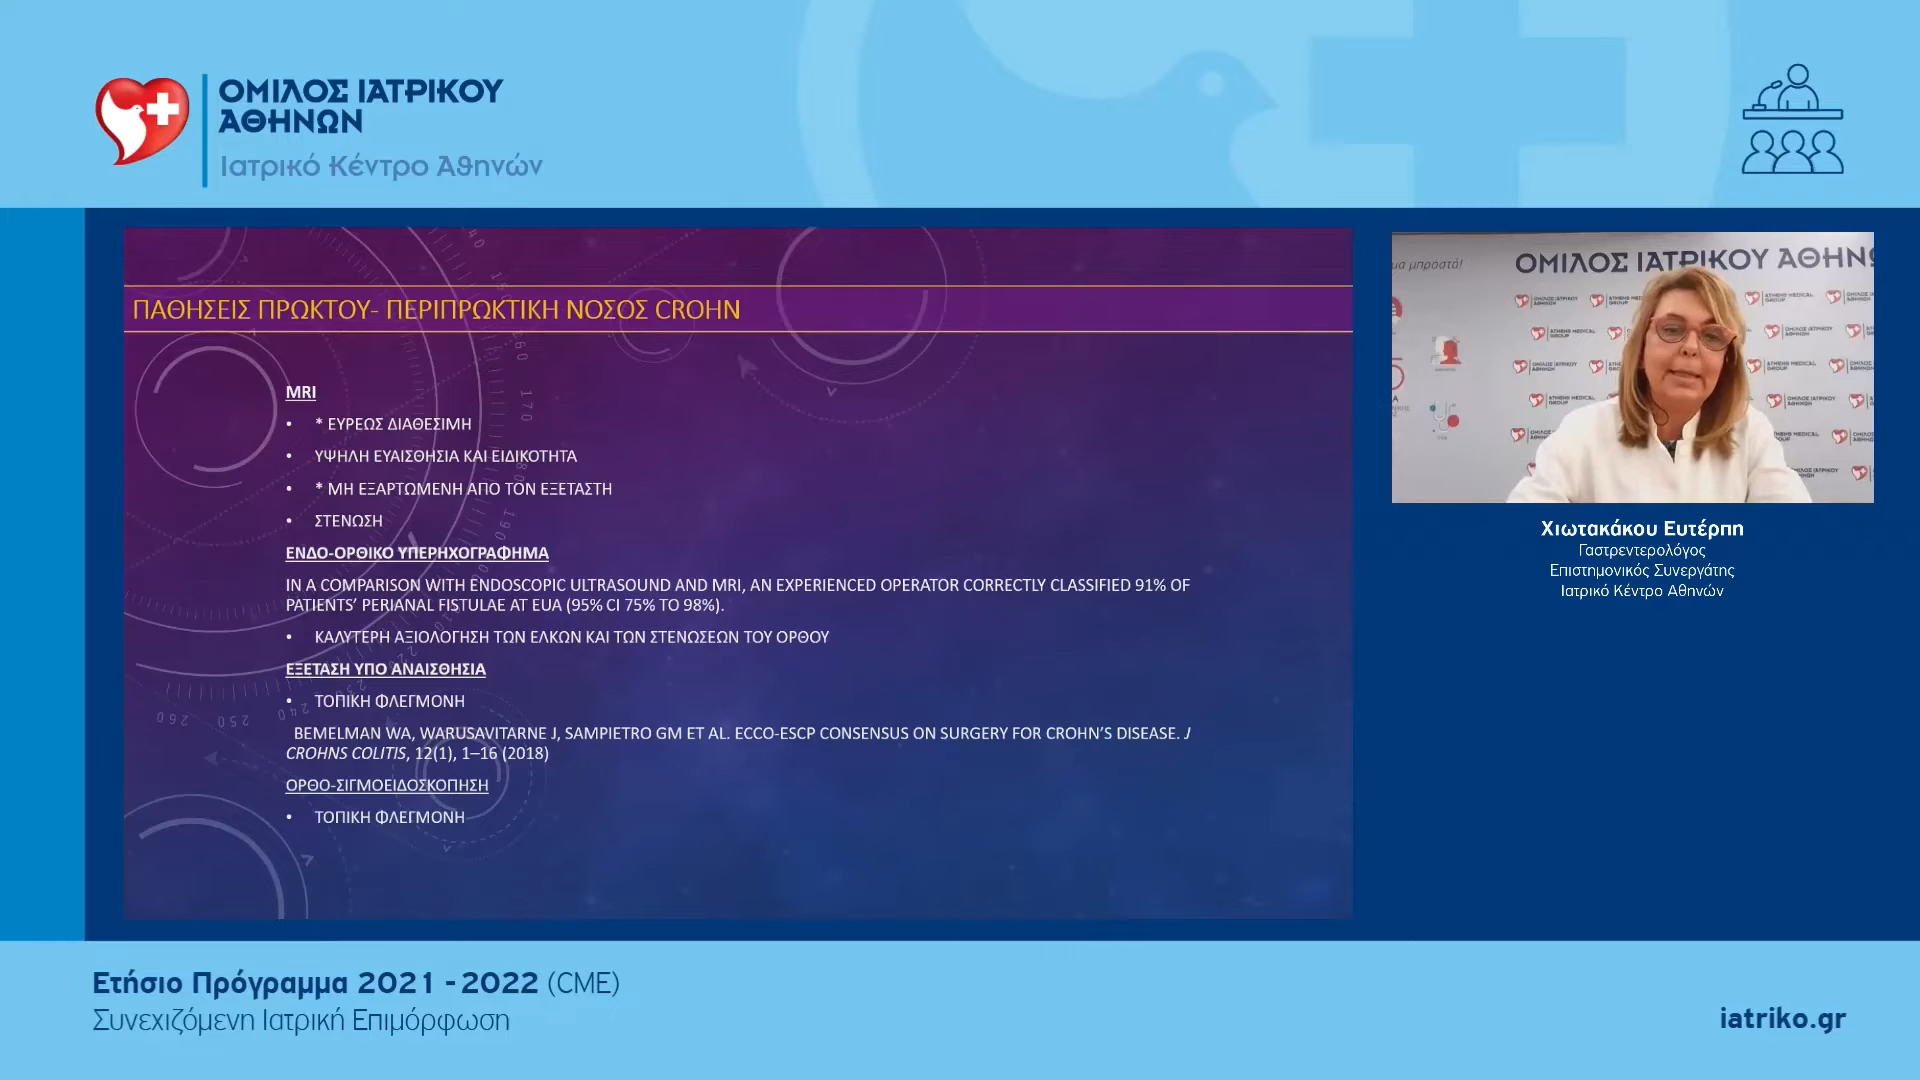 ΟΜΙΛΟΣ ΙΑΤΡΙΚΟΥ
ΑΘΗΝΩΝ
Ιατρικό Κέντρο Αθηνών
ΠΑΘΗΣΕΙΣ ΠΡΩΚΤΟΥ- ΠΕΡΙΠΡΩΚΤΙΚΗ ΝΟΣΟΣ CROHN
MRI
• * ΕΥΡΕΩΣ ΔΙΑΘΕΣΙΜΗ
• ΥΨΗΛΗ ΕΥΑΙΣΘΗΣΙΑ ΚΑΙ ΕΙΔΙΚΟΤΗΤΑ
• * ΜΗ ΕΞΑΡΤΩΜΕΝΗ ΑΠΟ ΤΟΝ ΕΞΕΤΑΣΤΗ
• ΣΤΕΝΩΣΗ
ΕΝΔΟ-ΟΡΘΙΚΟ ΥΠΕΡΗΧΟΓΡΑΦΗΜΑ
IN A COMPARISON WITH ENDOSCOPIC ULTRASOUND AND MRI, AN EXPERIENCED OPERATOR CORRECTLY CLASSIFIED 91% OF
PATIENTS’ PERIANAL FISTULAE AT EUA (95% CI 75% TO 98%).
• ΚΑΛΥΤΕΡΗ ΑΞΙΟΛΟΓΗΣΗ ΤΩΝ ΕΛΚΩΝ ΚΑΙ ΤΩΝ ΣΤΕΝΩΣΕΩΝ ΤΟΥ ΟΡΘΟΥ
ΕΞΕΤΑΣΗ ΥΠΟ ΑΝΑΙΣΘΗΣΙΑ
• ΤΟΠΙΚΗ ΦΛΕΓΜΟΝΗ
BEMELMAN WA, WARUSAVITARNE J, SAMPIETRO GM ET AL. ECCO-ESCP CONSENSUS ON SURGERY FOR CROHN’S DISEASE. J
CROHNS COLITIS, 12(1), 1–16 (2018)
ΟΡΘΟ-ΣΙΓΜΟΕΙΔΟΣΚΟΠΗΣΗ
• ΤΟΠΙΚΗ ΦΛΕΓΜΟΝΗ
μα μπροστά!
ΟΜΙΛΟΣ ΙΑΤΡΙΚΟΥ ΑΘΗΝΩ
Χιωτακάκου Ευτέρπη
Γαστρεντερολόγος
Επιστημονικός Συνεργάτης
Ιατρικό Κέντρο Αθηνών
Ετήσιο Πρόγραμμα 2021 - 2022 (CME)
Συνεχιζόμενη Ιατρική Επιμόρφωση
iatriko.gr